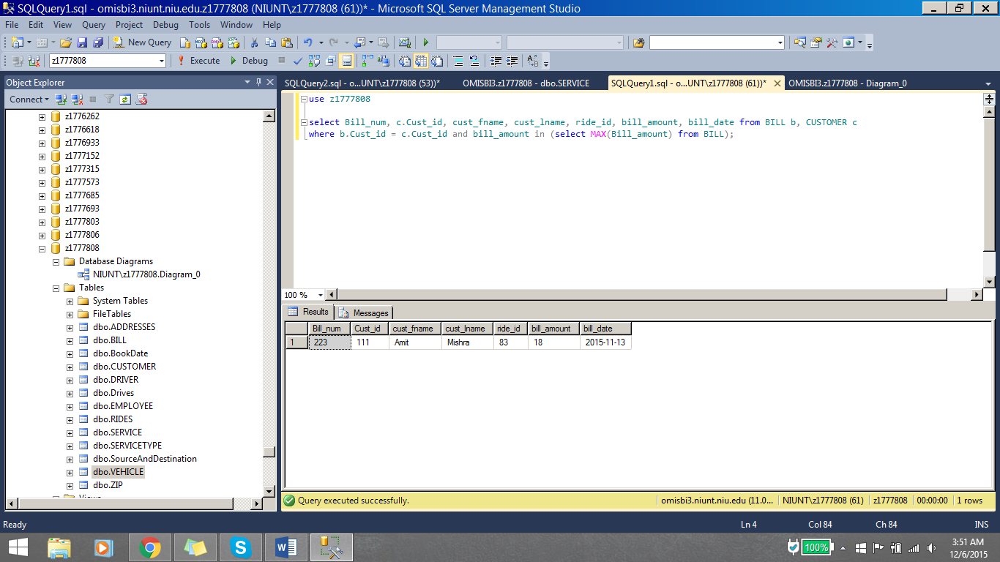 SQLQuery1.sql - omisbi3.niunt.niu.edu.z1777808 (NIUNT\z1777808 (61))* - Microsoft SQL Server Management Studio
File Edit View Query Project Debug Tools Window Help
New Query
z1777808 Execute Debug
Object Explorer
Connect
z1776262
z1776618
z1776933
z1777152
z1777315
z1777573
z1777685
z1777693
z1777803
z1777806
z1777808
Database Diagrams
NIUNT\z1777808.Diagram_0
Tables
System Tables
FileTables
dbo.ADDRESSES
dbo.BILL
dbo.BookDate
dbo.CUSTOMER
dbo.DRIVER
dbo.Drives
dbo.EMPLOYEE
dbo.RIDES
dbo.SERVICE
dbo.SERVICETYPE
dbo.SourceAndDestination
dbo.VEHICLE
dbo.ZIP
Views
SQLQuery2.sql - o...UNT\z1777808 (53))* OMISBI3.z1777808 - dbo.SERVICE SQLQuery1.sql - o...UNT\z1777808 (61))* OMISBI3.z1777808 - Diagram_0
use z1777808
select Bill_num, c.Cust_id, cust_fname, cust_lname, ride_id, bill_amount, bill_date from BILL b, CUSTOMER c
where b.Cust_id = c.Cust_id and bill_amount in (select MAX(Bill_amount) from BILL);
100 %
Results Messages
Bill_num Cust_id cust_fname cust_lname ride_id bill_amount bill_date
1 223 111 Amit Mishra 83 18 2015-11-13
Query executed successfully. omisbi3.niunt.niu.edu (11.0... NIUNT\z1777808 (61) z1777808 00:00:00 1 rows
Ready Ln 4 Col 84 Ch 84 INS
100% 3:51 AM
12/6/2015